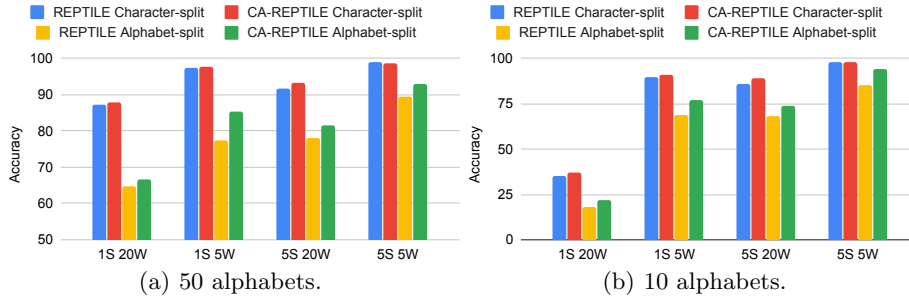 REPTILE Character-split CA-REPTILE Character-split
REPTILE Alphabet-split CA-REPTILE Alphabet-split
100
90
80
70
60
50
Accuracy
1S 20W 1S 5W 5S 20W 5S 5W
(a) 50 alphabets.
REPTILE Character-split CA-REPTILE Character-split
REPTILE Alphabet-split CA-REPTILE Alphabet-split
100
75
50
25
0
Accuracy
1S 20W 1S 5W 5S 20W 5S 5W
(b) 10 alphabets.